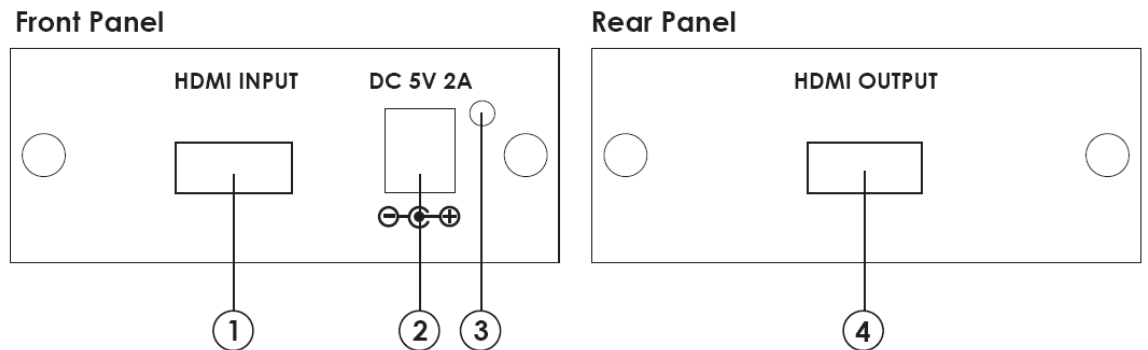 Front Panel
Rear Panel
HDMI INPUT
DC 5V 2A
HDMI OUTPUT
1
2
3
4